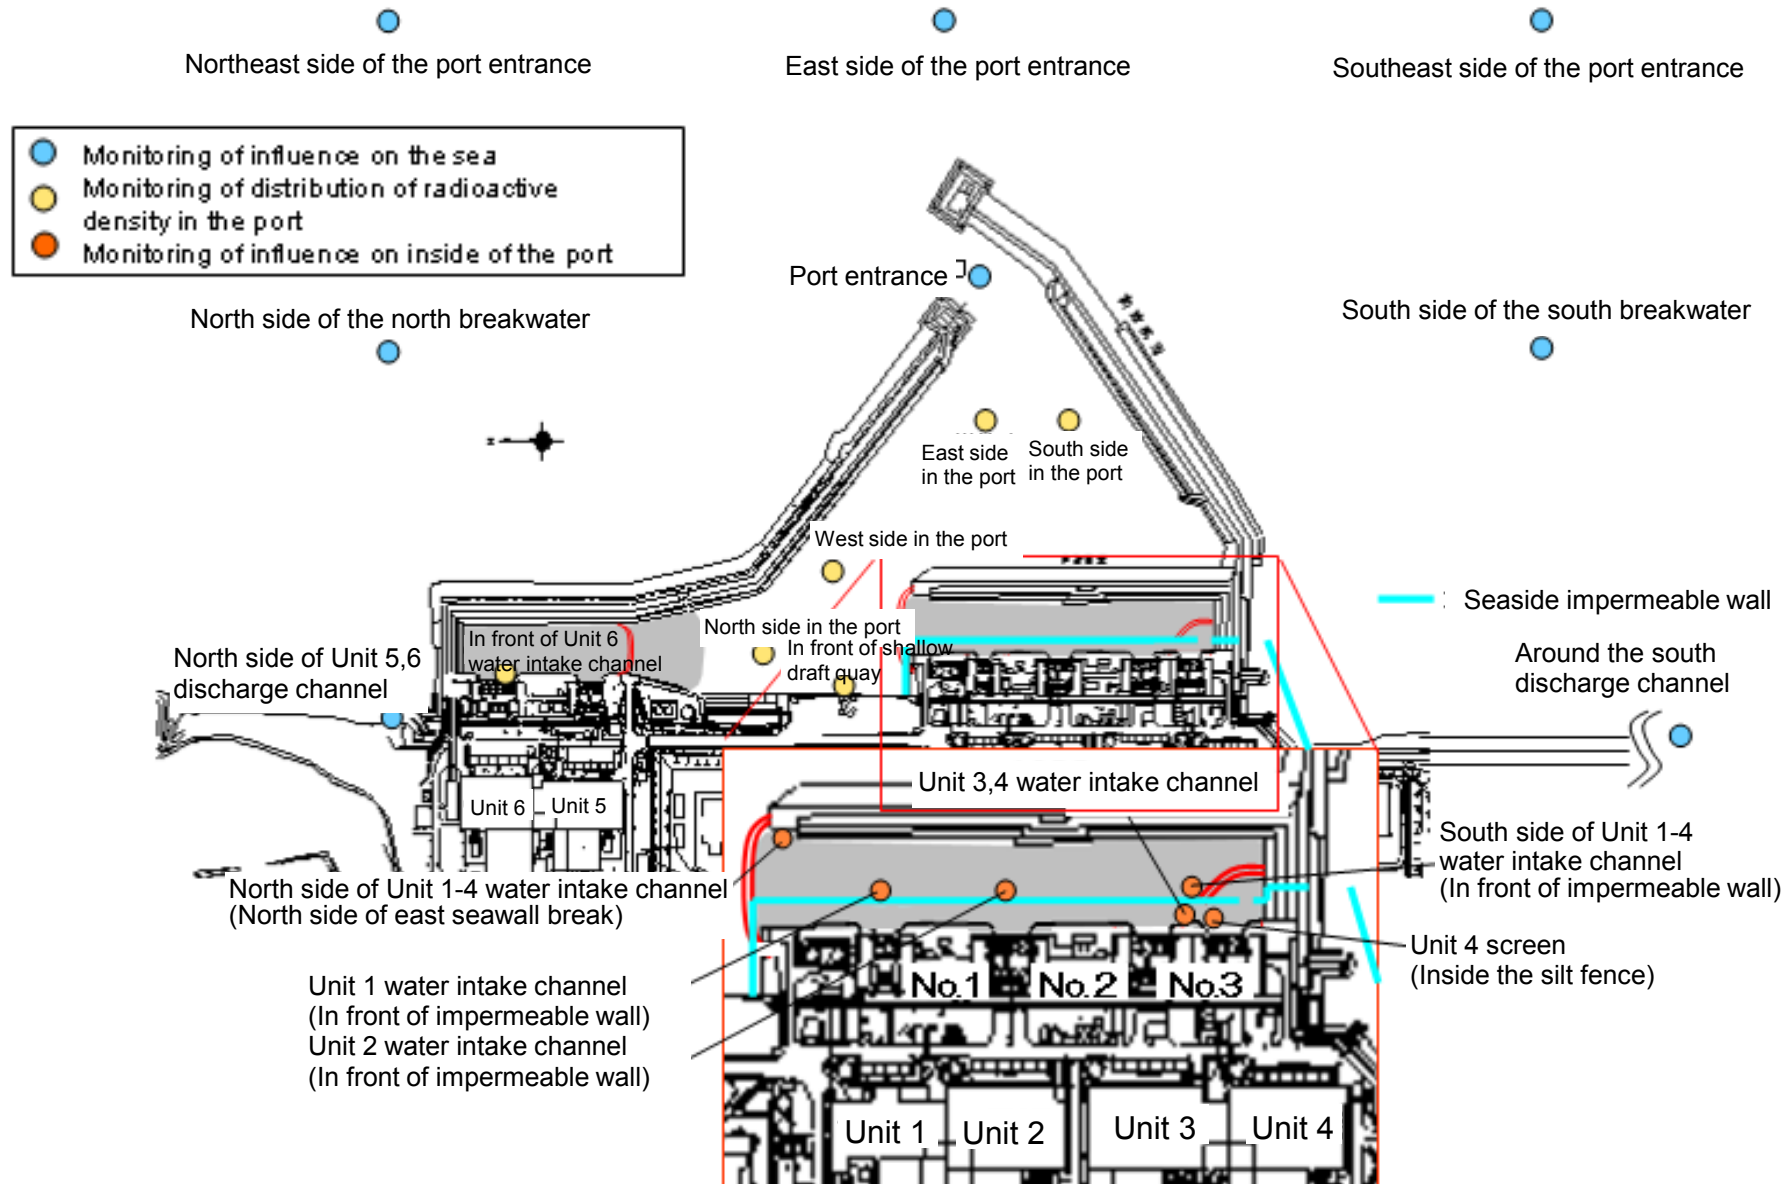 Northeast side of the port entrance
East side of the port entrance
Southeast side of the port entrance
Monitoring of influence on the sea
Monitoring of distribution of radioactive
density in the port
Monitoring of influence on inside of the port
Port entrance
North side of the north breakwater
South side of the south breakwater
East side
in the port
South side
in the port
West side in the port
Seaside impermeable wall
North side in the port
In front of Unit 6
water intake channel
In front of shallow
draft quay
North side of Unit 5,6
discharge channel
Around the south
discharge channel
Unit 3,4 water intake channel
Unit 6
Unit 5
South side of Unit 1-4
water intake channel
(In front of impermeable wall)
North side of Unit 1-4 water intake channel
(North side of east seawall break)
Unit 4 screen
(Inside the silt fence)
Unit 1 water intake channel
(In front of impermeable wall)
Unit 2 water intake channel
(In front of impermeable wall)
No.1
No.2
No.3
Unit 1
Unit 2
Unit 3
Unit 4